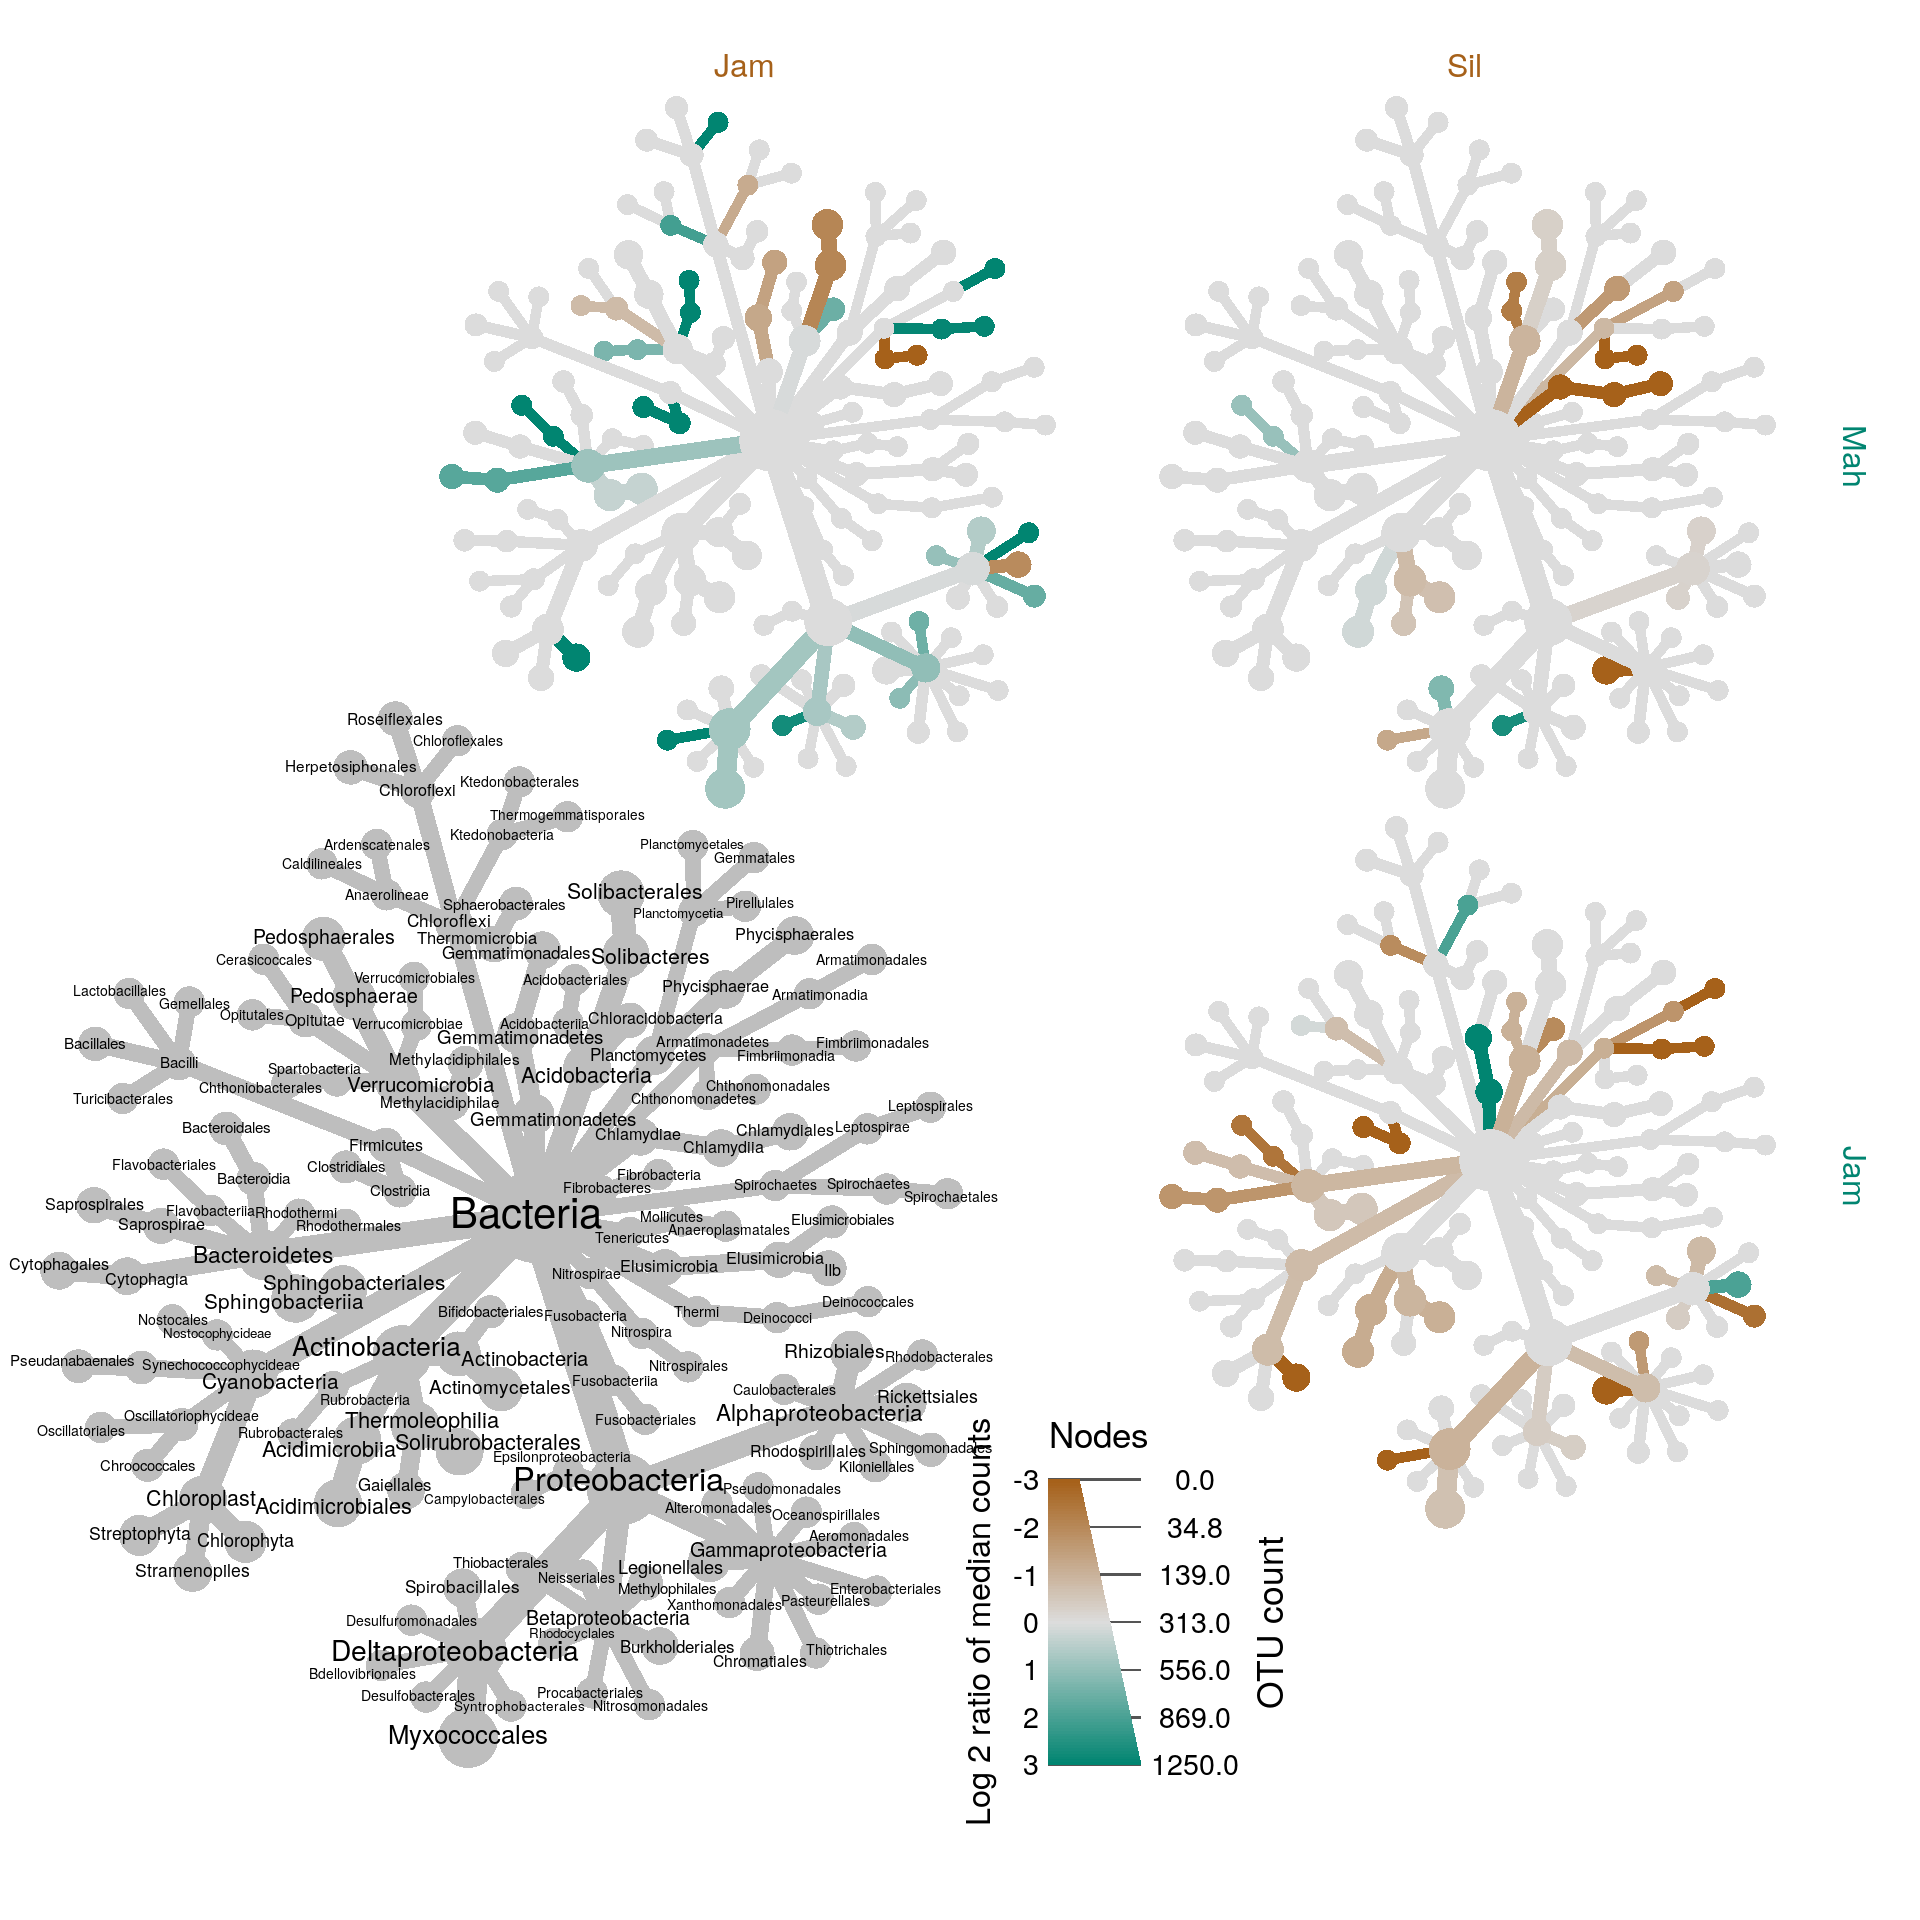 Jam
Sil
Mah
Jam
Roseiflexales
Chloroflexales
Herpetosiphonales
Chloroflexi
Ktedonobacterales
Thermogemmatisporales
Ktedonobacteria
Ardenscatenales
Caldilineales
Anaerolineae
Sphaerobacterales
Chloroflexi
Thermomicrobia
Planctomycetales
Gemmatales
Solibacterales
Pirellulales
Planctomycetia
Pedosphaerales
Gemmatimonadales
Solibacteres
Phycisphaerales
Cerasicoccales
Armatimonadales
Verrucomicrobiales
Acidobacteriales
Phycisphaerae
Armatimonadia
Lactobacillales
Gemellales
Pedosphaerae
Opitutales
Opitutae
Verrucomicrobiae
Acidobacteriia
Chloracidobacteria
Gemmatimonadetes
Bacillales
Bacilli
Methylacidiphilales
Planctomycetes
Armatimonadetes
Fimbriimonadales
Fimbriimonadia
Spartobacteria
Chthoniobacterales
Verrucomicrobia
Acidobacteria
Chthonomonadales
Chthonomonadetes
Turicibacterales
Methylacidiphilae
Gemmatimonadetes
Leptospirales
Bacteroidales
Firmicutes
Chlamydiae
Chlamydiales
Leptospirae
Chlamydiia
Flavobacteriales
Clostridiales
Bacteroidia
Clostridia
Fibrobacteria
Fibrobacteres
Spirochaetes
Spirochaetes
Spirochaetales
Saprospirales
Flavobacteriia
Rhodothermi
Saprospirae
Rhodothermales
Bacteria
Mollicutes
Anaeroplasmatales
Elusimicrobiales
Tenericutes
Bacteroidetes
Cytophagales
Cytophagia
Elusimicrobia
Elusimicrobia
IIb
Nitrospirae
Sphingobacteriales
Sphingobacteriia
Nostocales
Nostocophycideae
Bifidobacteriales
Fusobacteria
Thermi
Deinococci
Deinococcales
Nitrospira
Actinobacteria
Actinobacteria
Pseudanabaenales
Synechococcophycideae
Nitrospirales
Rhizobiales
Rhodobacterales
Cyanobacteria
Actinomycetales
Fusobacteriia
Caulobacterales
Rickettsiales
Rubrobacteria
Oscillatoriophycideae
Thermoleophilia
Fusobacteriales
Alphaproteobacteria
Oscillatoriales
Rubrobacterales
Acidimicrobiia
Solirubrobacterales
Epsilonproteobacteria
Rhodospirillales
Sphingomonadales
Kiloniellales
Chroococcales
Gaiellales
Proteobacteria
Pseudomonadales
Chloroplast
Acidimicrobiales
Campylobacterales
Alteromonadales
Oceanospirillales
Streptophyta
Chlorophyta
Aeromonadales
Gammaproteobacteria
Stramenopiles
Thiobacterales
Neisseriales
Legionellales
Spirobacillales
Methylophilales
Enterobacteriales
Xanthomonadales
Pasteurellales
Desulfuromonadales
Betaproteobacteria
Rhodocyclales
Deltaproteobacteria
Burkholderiales
Chromatiales
Thiotrichales
Bdellovibrionales
Desulfobacterales
Procabacteriales
Syntrophobacterales
Nitrosomonadales
Myxococcales
Nodes
Log 2 ratio of median counts
-3
-2
-1
0
1
2
3
0.0
34.8
139.0
313.0
556.0
869.0
1250.0
OTU count